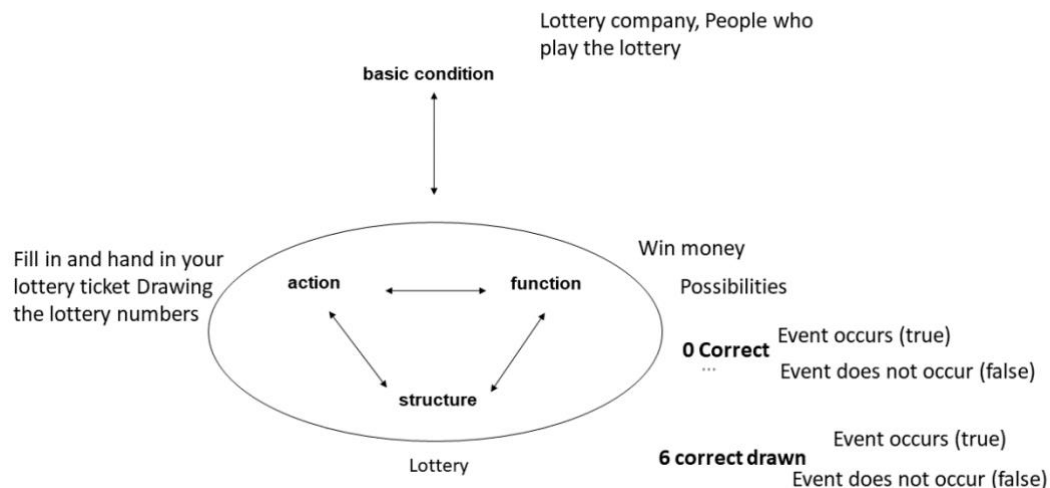 Lottery company, People who
play the lottery
basic condition
Fill in and hand in your
lottery ticket Drawing
the lottery numbers
action
function
structure
Lottery
Win money
Possibilities
0 Correct
...
Event occurs (true)
Event does not occur (false)
6 correct drawn
Event occurs (true)
Event does not occur (false)